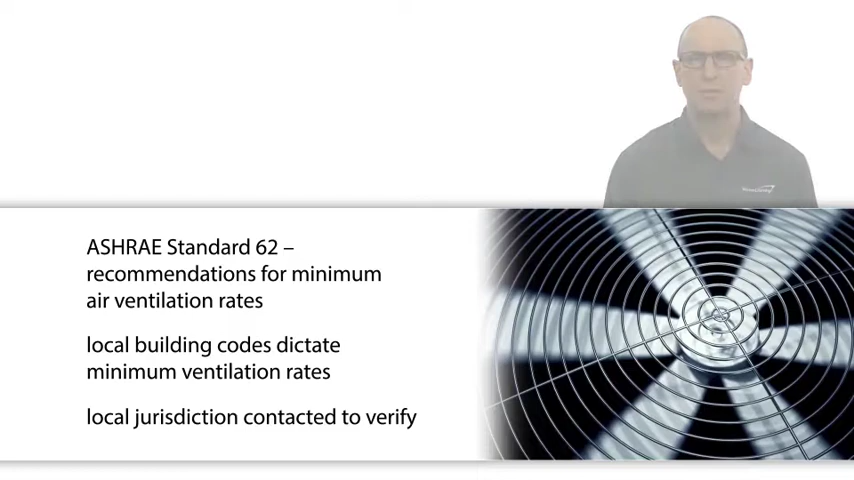 ASHRAE Standard 62 –
recommendations for minimum
air ventilation rates
local building codes dictate
minimum ventilation rates
local jurisdiction contacted to verify